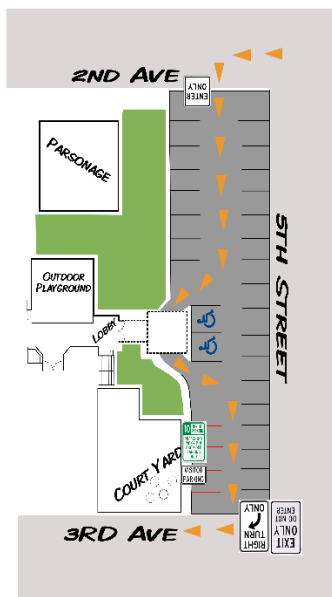 2ND AVE
ENTER
ONLY
PARSONAGE
5TH STREET
OUTDOOR
PLAYGROUND
LOBBY
10
COURT YARD
VISITOR
PARKING
3RD AVE
RIGHT
TURN
ONLY
EXIT
ONLY
DO NOT
ENTER